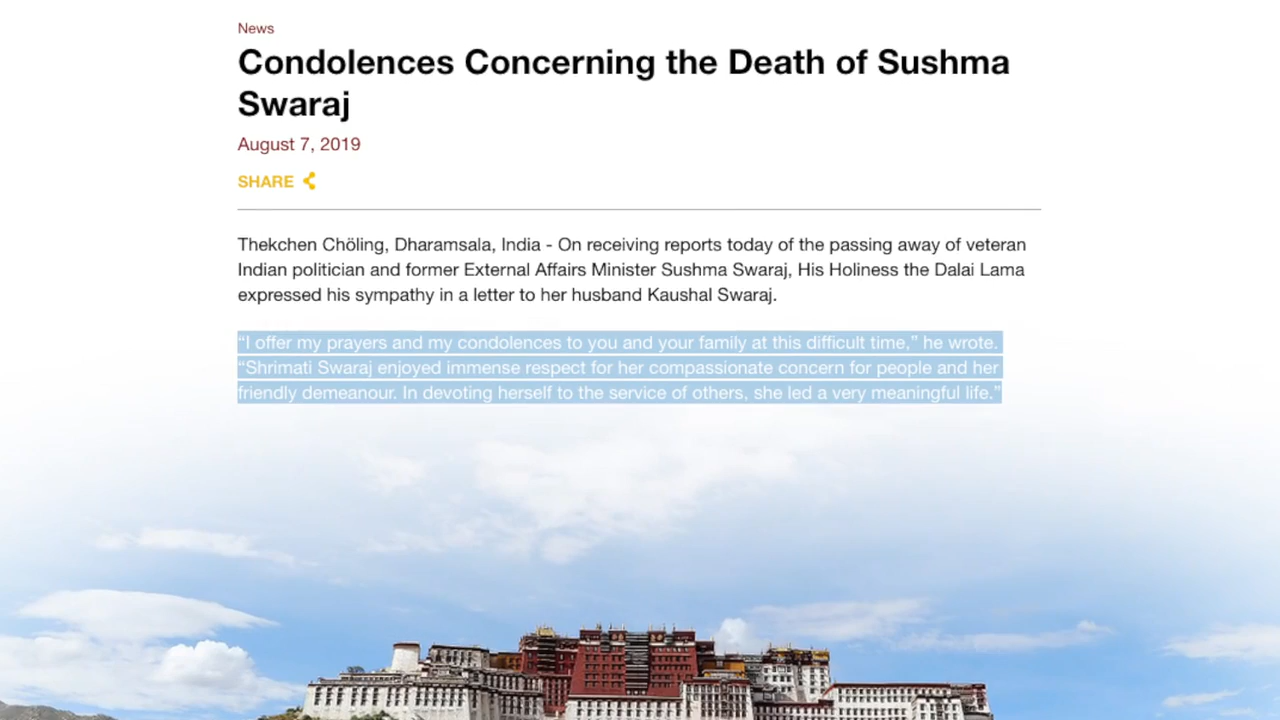 News
Condolences Concerning the Death of Sushma
Swaraj
August 7, 2019
SHARE
Thekchen Chöling, Dharamsala, India - On receiving reports today of the passing away of veteran
Indian politician and former External Affairs Minister Sushma Swaraj, His Holiness the Dalai Lama
expressed his sympathy in a letter to her husband Kaushal Swaraj.
“I offer my prayers and my condolences to you and your family at this difficult time,” he wrote.
“Shrimati Swaraj enjoyed immense respect for her compassionate concern for people and her
friendly demeanour. In devoting herself to the service of others, she led a very meaningful life.”